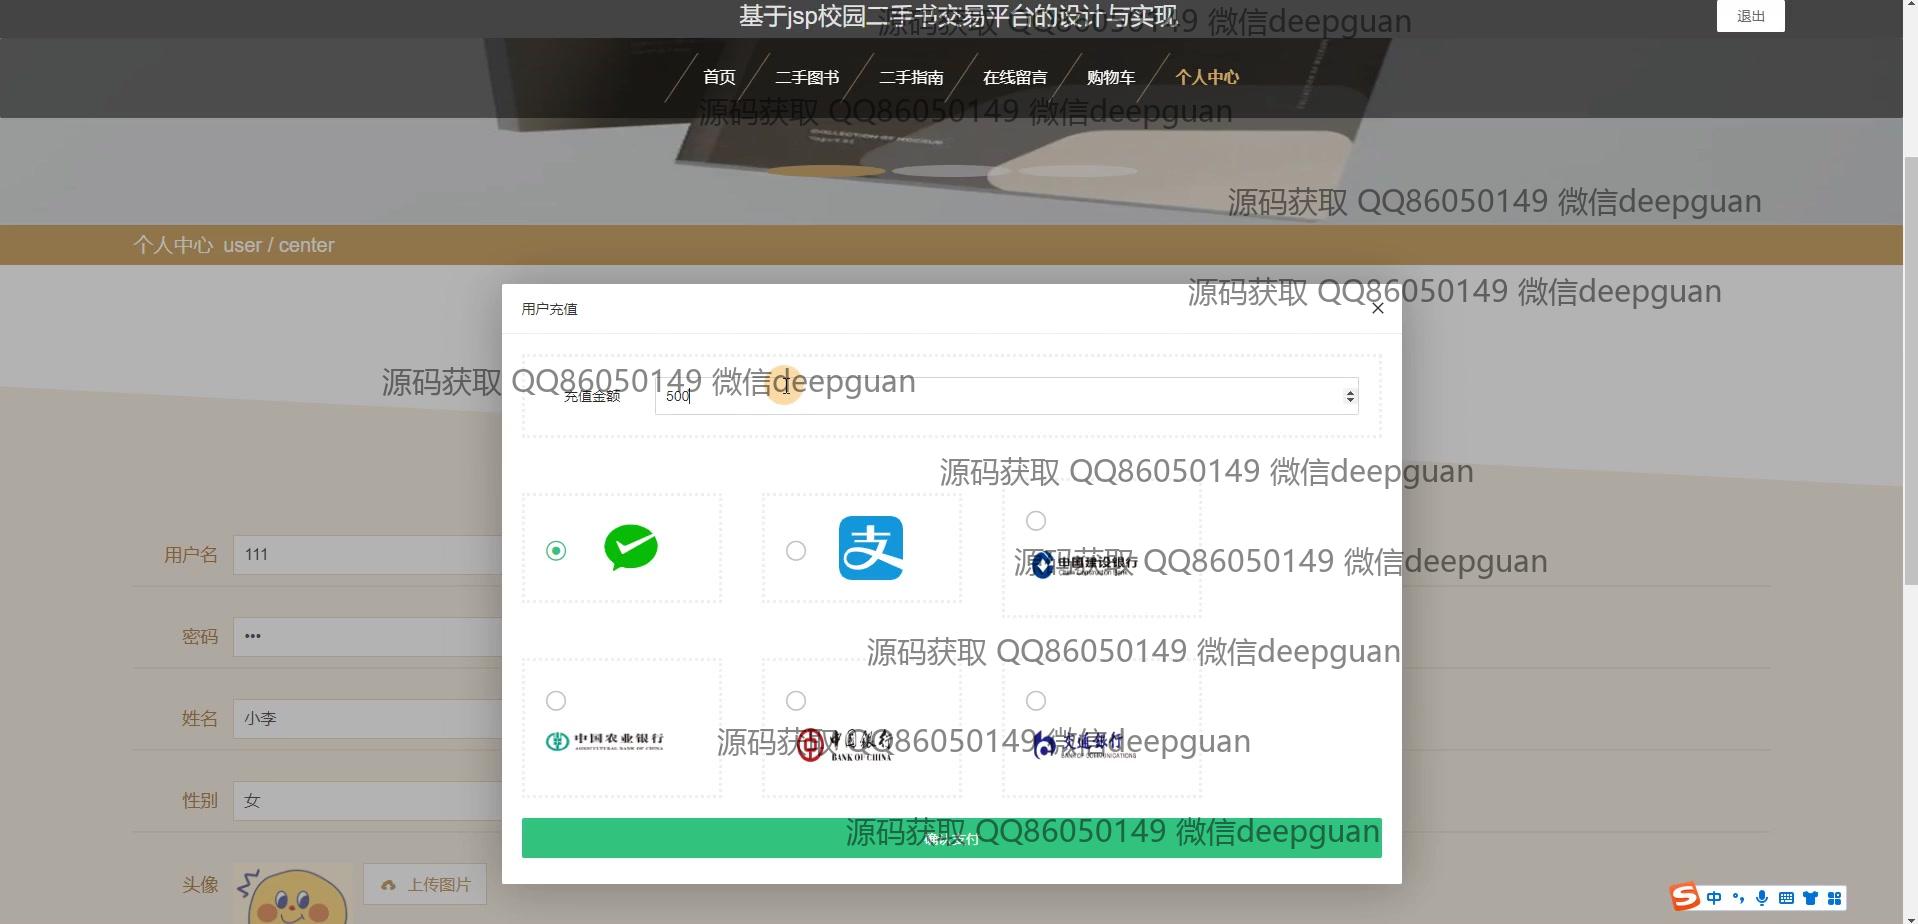 基于jsp校园二手书交易平台的设计与实现
源码获取 QQ86050149 微信deepguan
退出
首页 二手图书 二手指南 在线留言 购物车 个人中心
源码获取 QQ86050149 微信deepguan
COLLECTION OF MOCKUP
源码获取 QQ86050149 微信deepguan
个人中心 user / center
源码获取 QQ86050149 微信deepguan
用户充值
源码获取 QQ86050149 微信deepguan
充值金额 500
源码获取 QQ86050149 微信deepguan
支
用户名 111
中国建设银行
源码获取 QQ86050149 微信deepguan
密码 •••
源码获取 QQ86050149 微信deepguan
姓名 小李
中国农业银行
AGRICULTURAL BANK OF CHINA
中国银行
BANK OF CHINA
交通银行
BANK OF COMMUNICATIONS
源码获取 QQ86050149 微信deepguan
性别 女
确认支付
源码获取 QQ86050149 微信deepguan
头像 上传图片
S 中